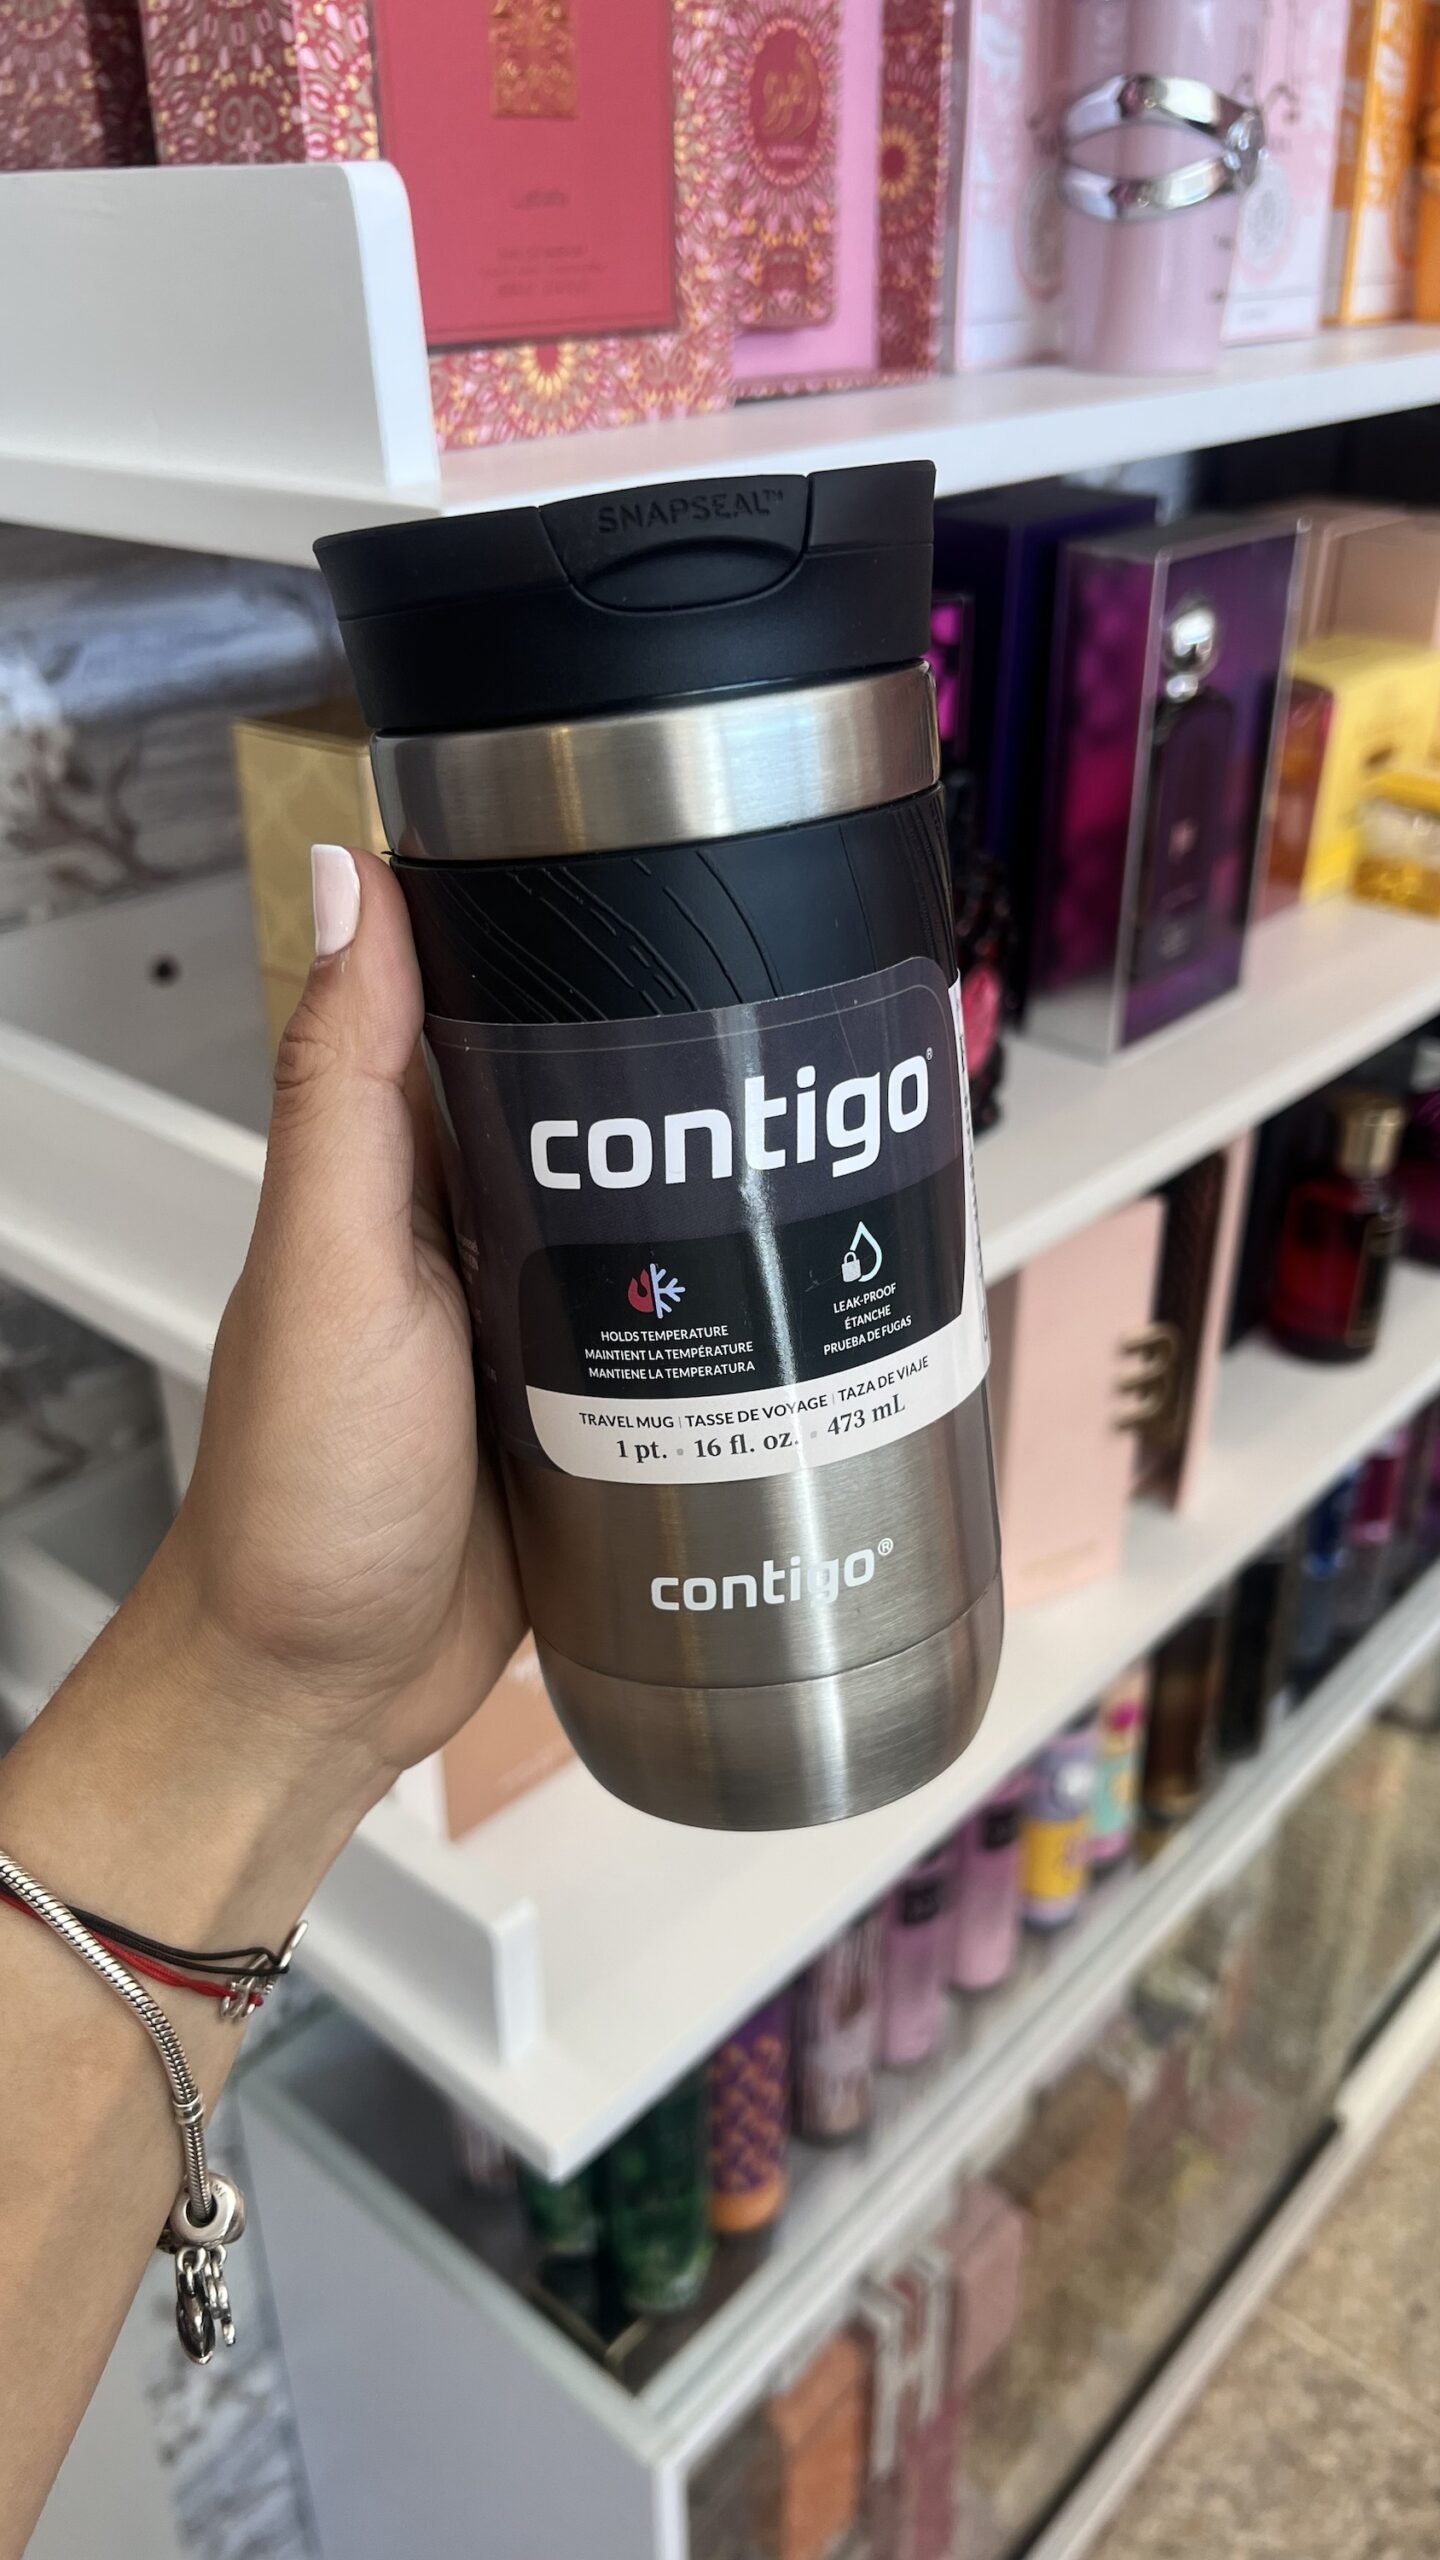 SNAPSEAL™
contigo®
HOLDS TEMPERATURE
MAINTIENT LA TEMPÉRATURE
MANTIENE LA TEMPERATURA
LEAK-PROOF
ÉTANCHE
PRUEBA DE FUGAS
TRAVEL MUG | TASSE DE VOYAGE | TAZA DE VIAJE
1 pt. • 16 fl. oz. • 473 mL
contigo®